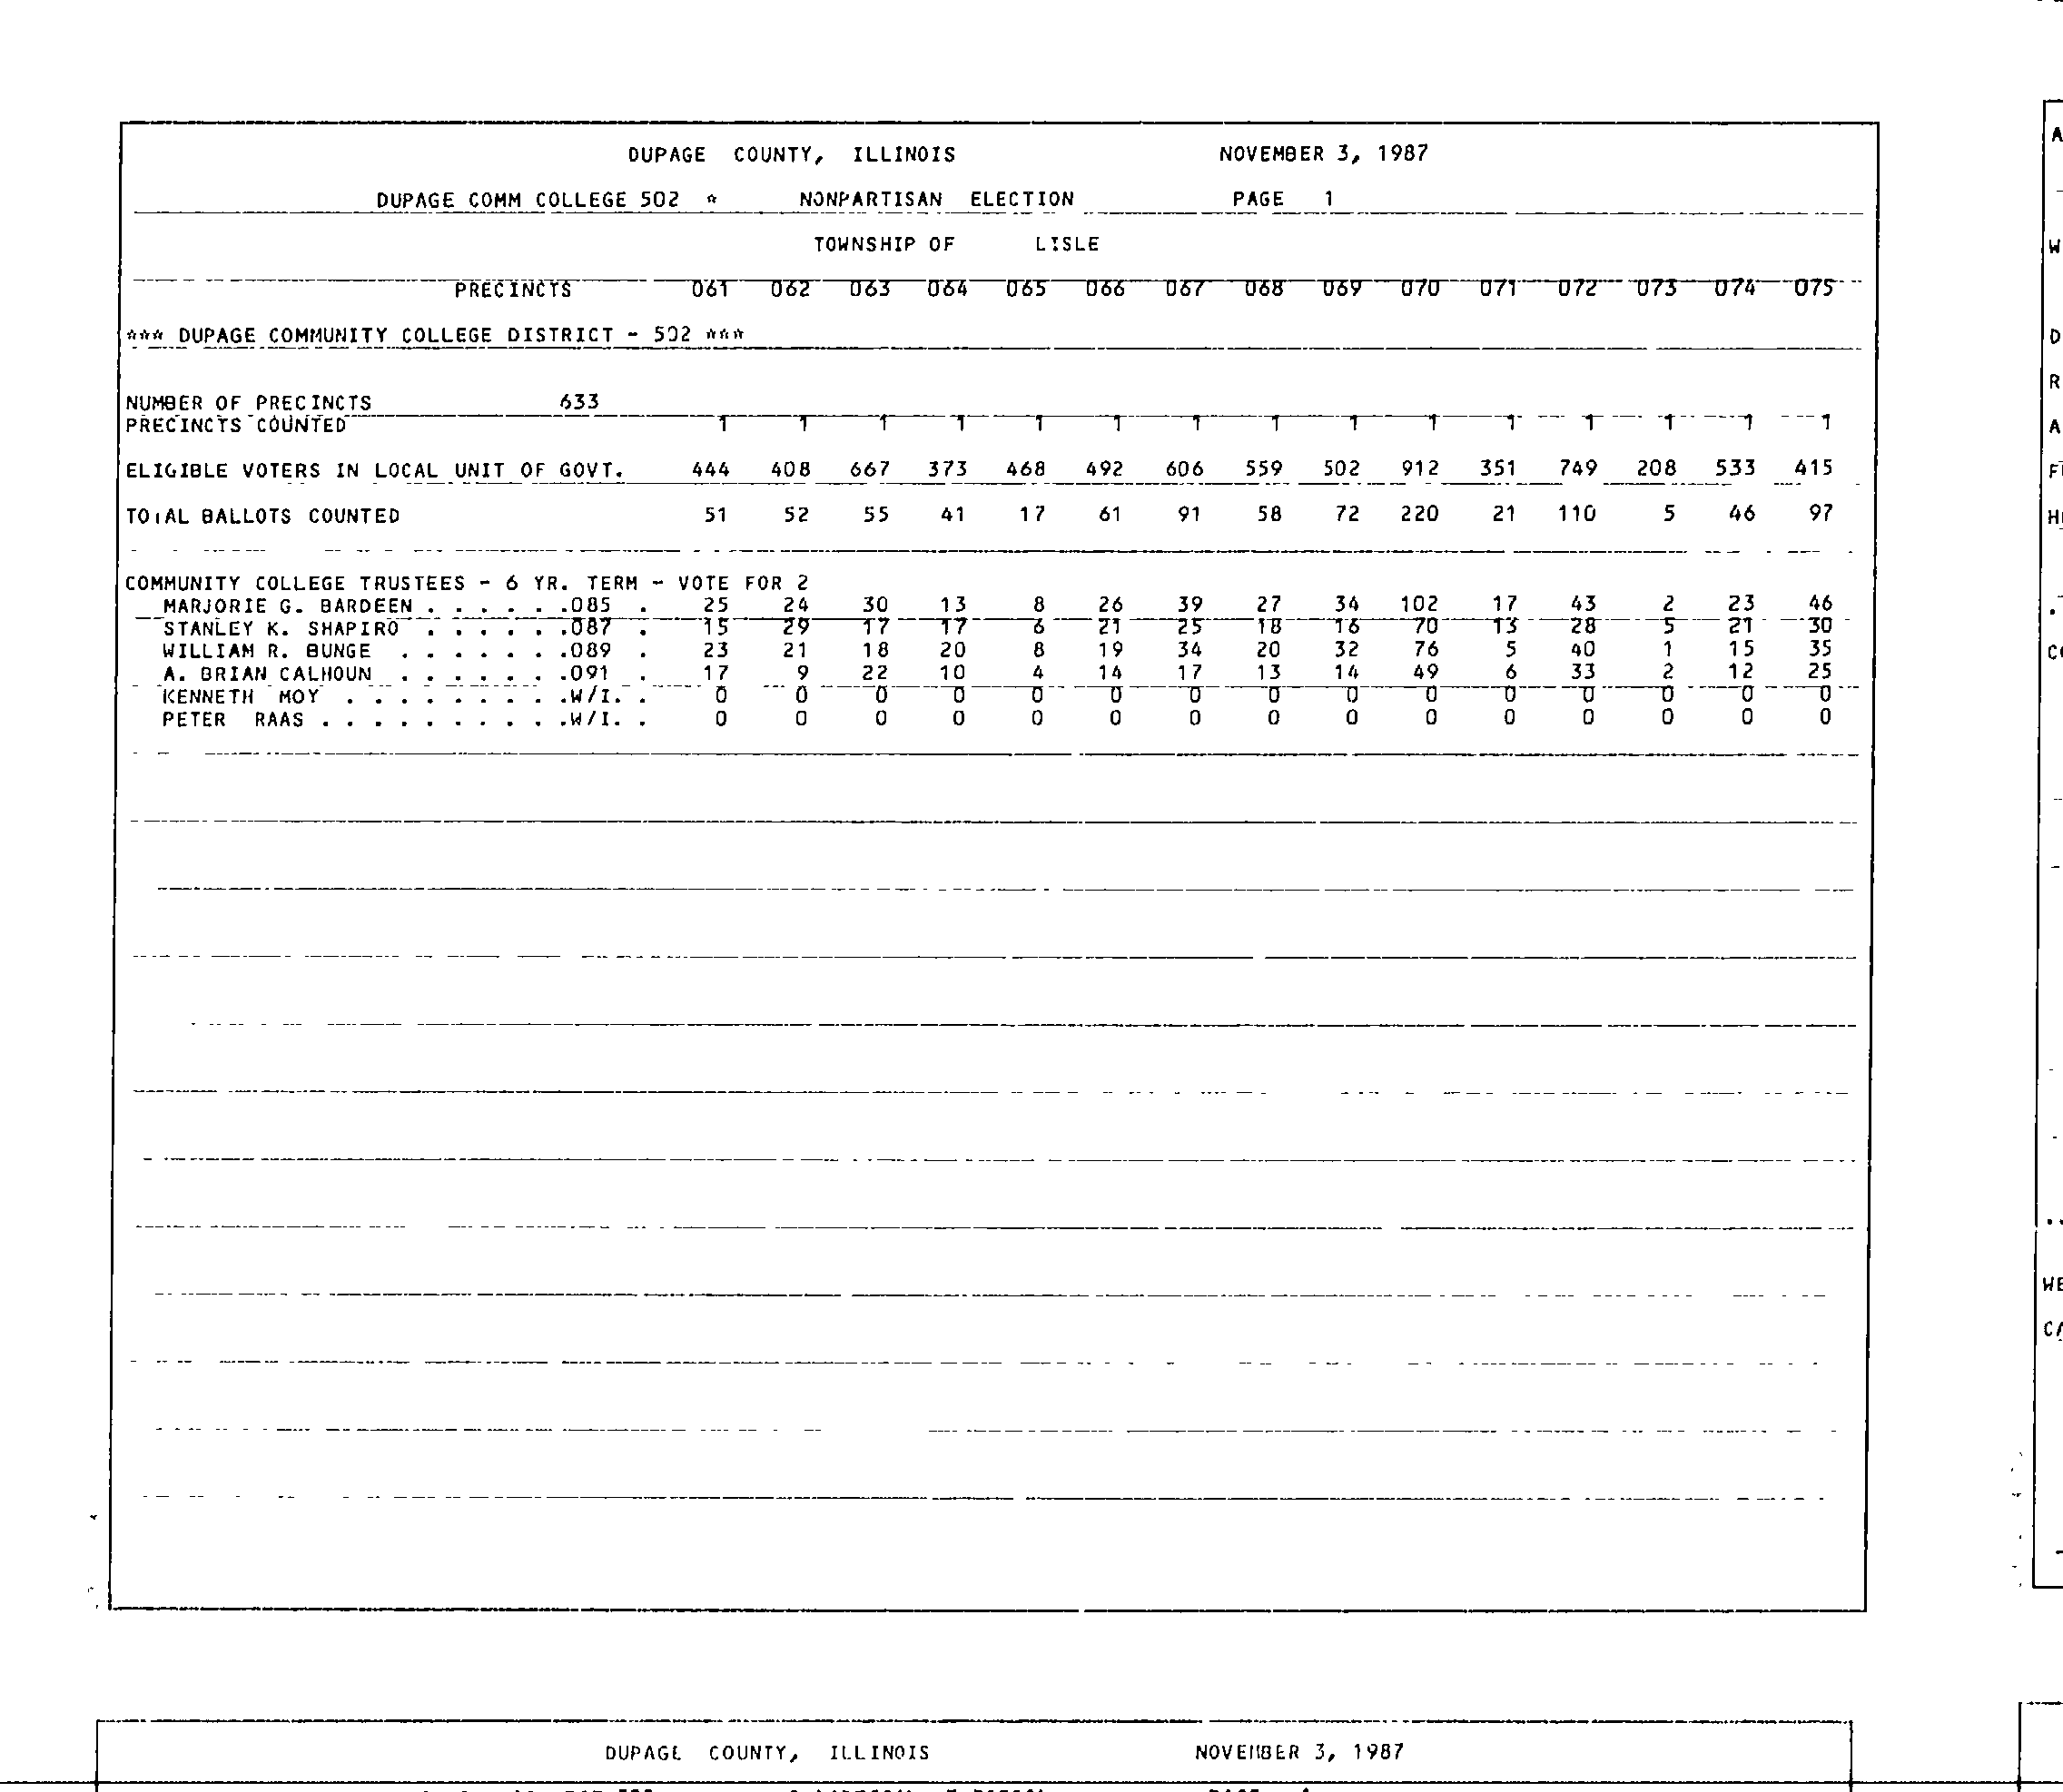 DUPAGE COUNTY, ILLINOIS NOVEMBER 3, 1987
DUPAGE COMM COLLEGE 502 * NONPARTISAN ELECTION PAGE 1
TOWNSHIP OF LISLE
PRECINCTS 061 062 063 064 065 066 067 068 069 070 071 072 073 074 075
*** DUPAGE COMMUNITY COLLEGE DISTRICT - 502 ***
NUMBER OF PRECINCTS 633
PRECINCTS COUNTED 1 1 1 1 1 1 1 1 1 1 1 1 1 1 1
ELIGIBLE VOTERS IN LOCAL UNIT OF GOVT. 444 408 667 373 468 492 606 559 502 912 351 749 208 533 415
TOTAL BALLOTS COUNTED 51 52 55 41 17 61 91 58 72 220 21 110 5 46 97
COMMUNITY COLLEGE TRUSTEES - 6 YR. TERM - VOTE FOR 2
MARJORIE G. BARDEEN . . . . . .085 . 25 24 30 13 8 26 39 27 34 102 17 43 2 23 46
STANLEY K. SHAPIRO . . . . . .087 . 15 29 17 17 6 21 25 18 16 70 13 28 5 21 30
WILLIAM R. BUNGE . . . . . . .089 . 23 21 18 20 8 19 34 20 32 76 5 40 1 15 35
A. BRIAN CALHOUN . . . . . . .091 . 17 9 22 10 4 14 17 13 14 49 6 33 2 12 25
KENNETH MOY . . . . . . . . .W/I. . 0 0 0 0 0 0 0 0 0 0 0 0 0 0 0
PETER RAAS . . . . . . . . . .W/I. . 0 0 0 0 0 0 0 0 0 0 0 0 0 0 0
DUPAGE COUNTY, ILLINOIS NOVEMBER 3, 1987